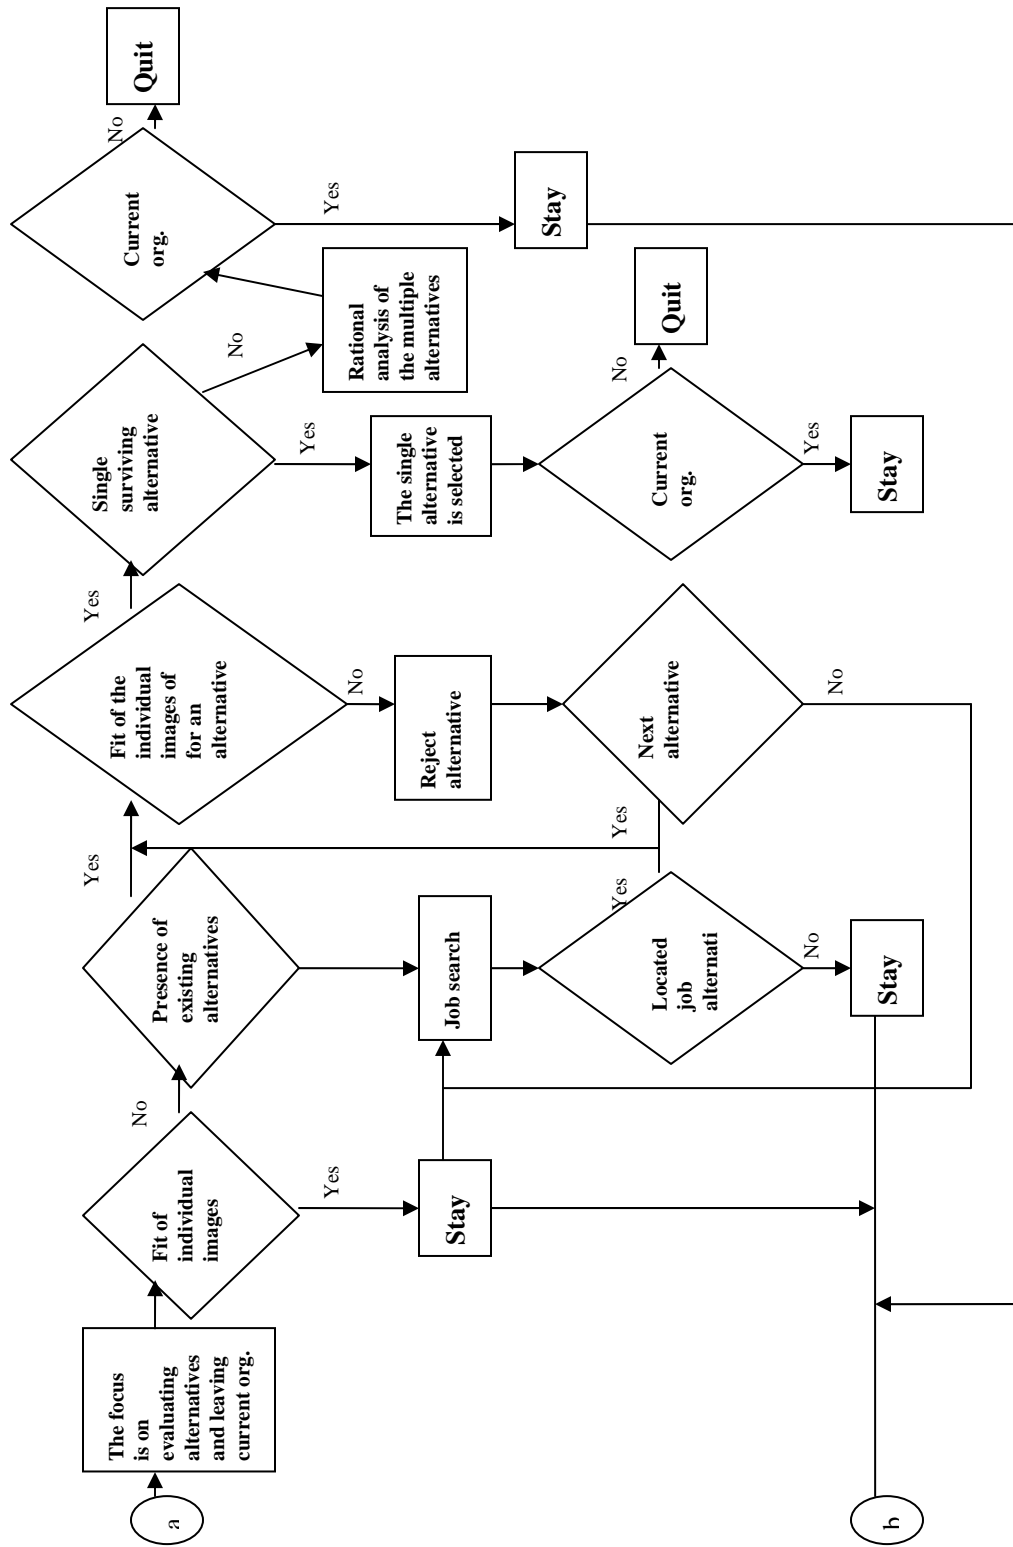 a
The focus
is on
evaluating
alternatives
and leaving
current org.
Fit of
individual
images
No
Yes
Stay
Presence of
existing
alternatives
Yes
Job search
Located
job
alternati
Yes
No
Stay
Fit of the
individual
images of
for an
alternative
Yes
No
Reject
alternative
Next
alternative
Yes
No
Single
surviving
alternative
No
Yes
Rational
analysis of
the multiple
alternatives
The single
alternative
is selected
Current
org.
No
Quit
Yes
Stay
Current
org.
No
Quit
Yes
Stay
b